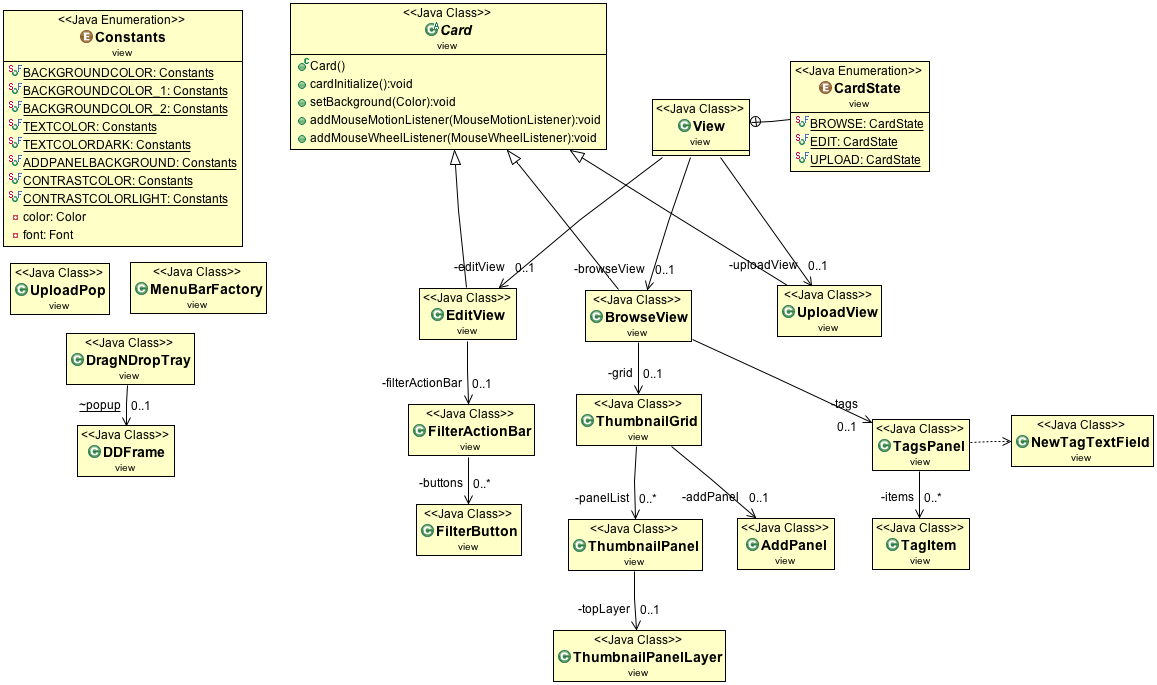 <<Java Enumeration>>
Constants
view
BACKGROUNDCOLOR: Constants
BACKGROUNDCOLOR_1: Constants
BACKGROUNDCOLOR_2: Constants
TEXTCOLOR: Constants
TEXTCOLORDARK: Constants
ADDPANELBACKGROUND: Constants
CONTRASTCOLOR: Constants
CONTRASTCOLORLIGHT: Constants
color: Color
font: Font
<<Java Class>>
Card
view
Card()
cardInitialize():void
setBackground(Color):void
addMouseMotionListener(MouseMotionListener):void
addMouseWheelListener(MouseWheelListener):void
<<Java Class>>
View
view
<<Java Enumeration>>
CardState
view
BROWSE: CardState
EDIT: CardState
UPLOAD: CardState
<<Java Class>>
UploadPop
view
<<Java Class>>
MenuBarFactory
view
-editView 0..1
-browseView 0..1
-uploadView 0..1
<<Java Class>>
EditView
view
<<Java Class>>
BrowseView
view
<<Java Class>>
UploadView
view
<<Java Class>>
DragNDropTray
view
~popup 0..1
<<Java Class>>
DDFrame
view
-filterActionBar 0..1
<<Java Class>>
FilterActionBar
view
-buttons 0..*
<<Java Class>>
FilterButton
view
-grid 0..1
<<Java Class>>
ThumbnailGrid
view
-tags
0..1
<<Java Class>>
TagsPanel
view
<<Java Class>>
NewTagTextField
view
-panelList 0..*
-addPanel 0..1
-items 0..*
<<Java Class>>
ThumbnailPanel
view
<<Java Class>>
AddPanel
view
<<Java Class>>
TagItem
view
-topLayer 0..1
<<Java Class>>
ThumbnailPanelLayer
view